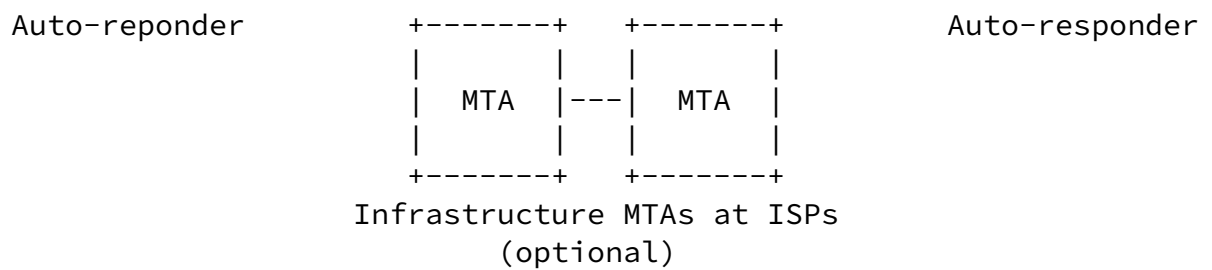 Auto-reponder +-------+ +-------+ Auto-responder
| | | |
| MTA |---| MTA |
| | | |
+-------+ +-------+
Infrastructure MTAs at ISPs
(optional)